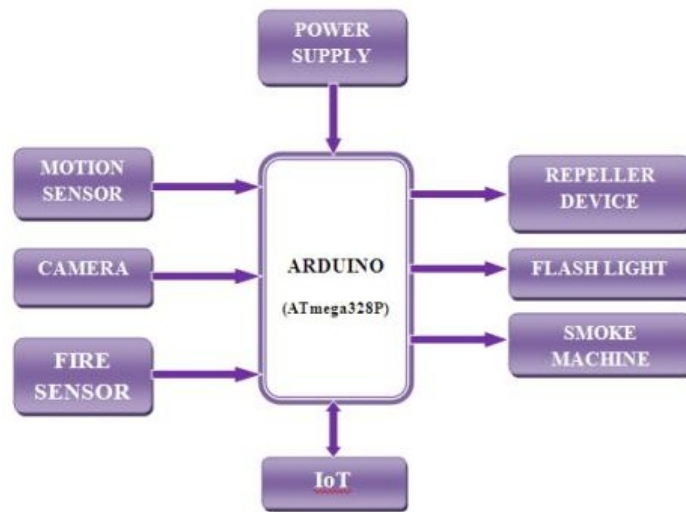 POWER
SUPPLY
MOTION
SENSOR
CAMERA
FIRE
SENSOR
ARDUINO
(ATmega328P)
REPELLER
DEVICE
FLASH LIGHT
SMOKE
MACHINE
IoT